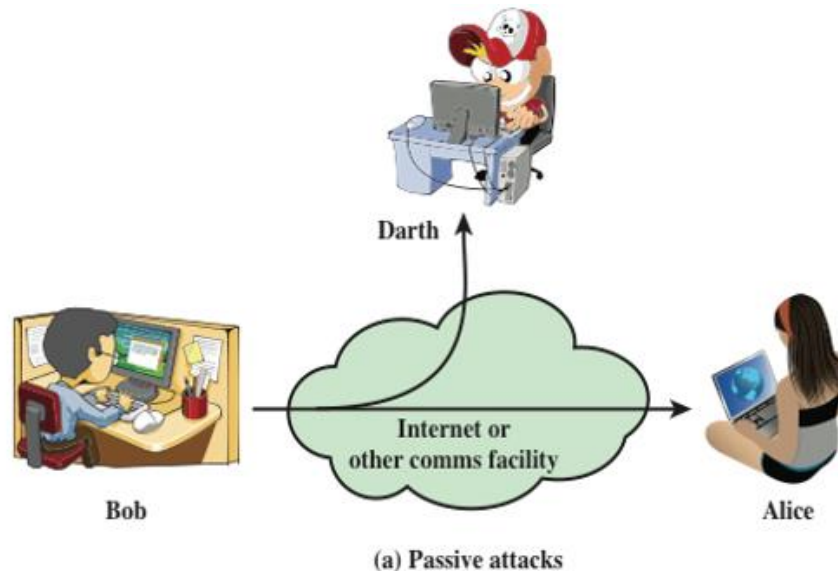 Darth
Internet or
other comms facility
Bob
Alice
(a) Passive attacks